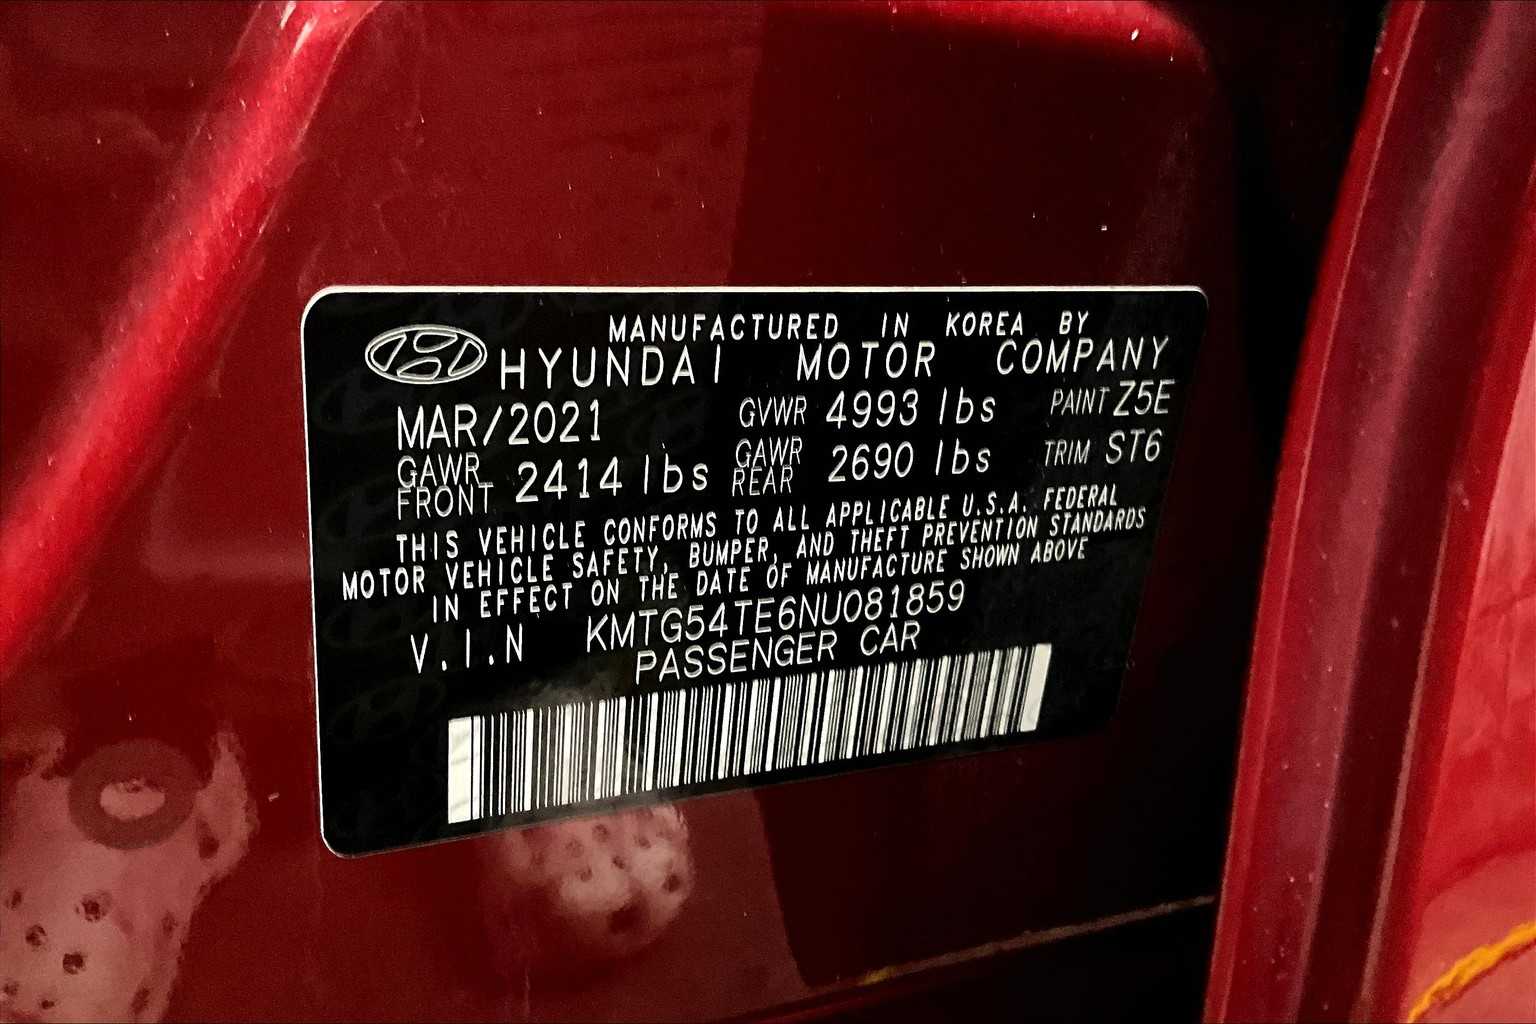 MANUFACTURED IN KOREA BY
HYUNDAI MOTOR COMPANY
MAR/2021 GVWR 4993 lbs PAINT Z5E
GAWR FRONT 2414 lbs GAWR REAR 2690 lbs TRIM ST6
THIS VEHICLE CONFORMS TO ALL APPLICABLE U.S.A. FEDERAL
MOTOR VEHICLE SAFETY, BUMPER, AND THEFT PREVENTION STANDARDS
IN EFFECT ON THE DATE OF MANUFACTURE SHOWN ABOVE
V.I.N KMTG54TE6NU081859
PASSENGER CAR